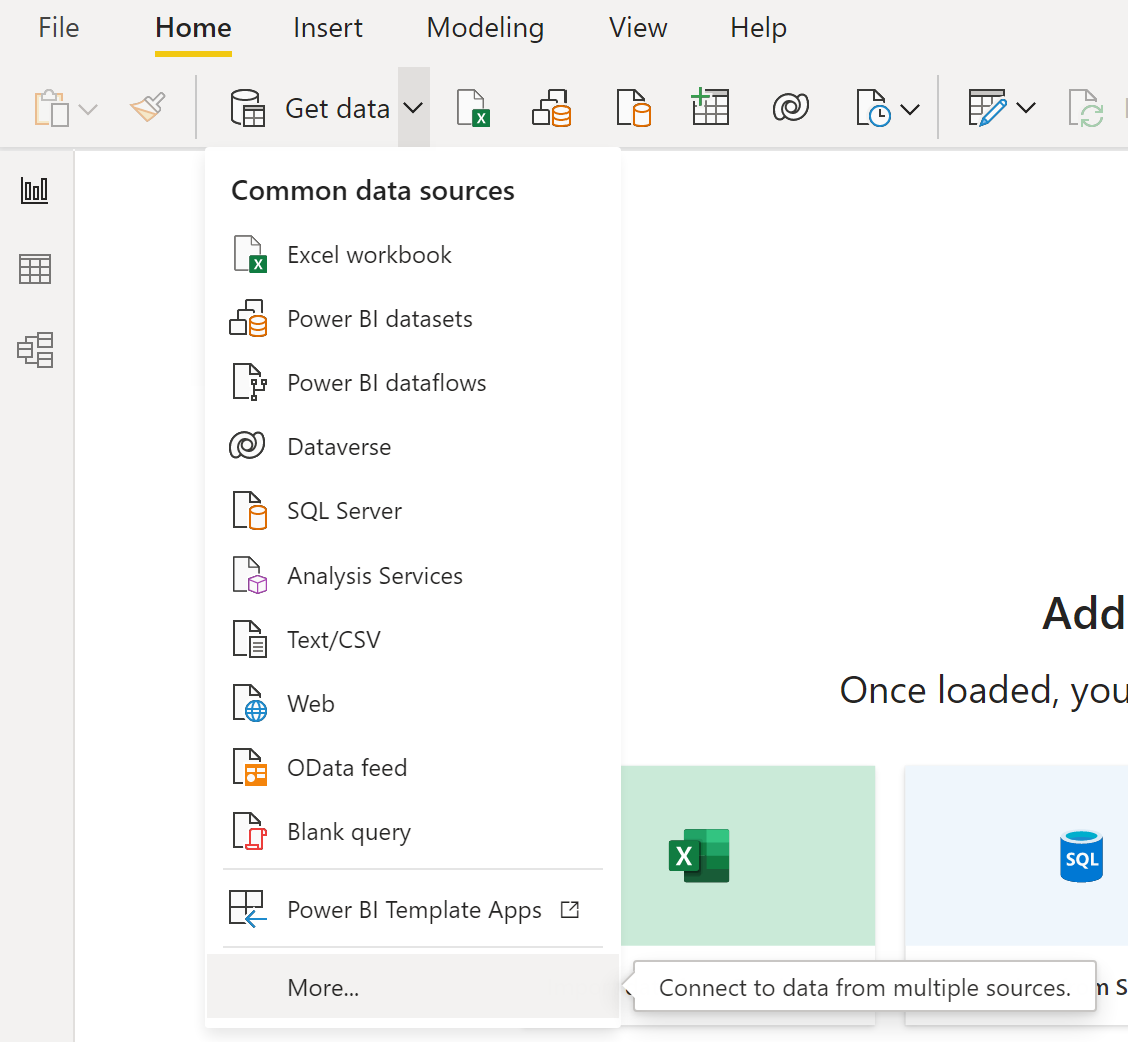 File Home Insert Modeling View Help
Get data
Common data sources
Excel workbook
Power BI datasets
Power BI dataflows
Dataverse
SQL Server
Analysis Services
Text/CSV
Web
OData feed
Blank query
Power BI Template Apps
More...
Connect to data from multiple sources.
Add
Once loaded, you
X
SQL
m S